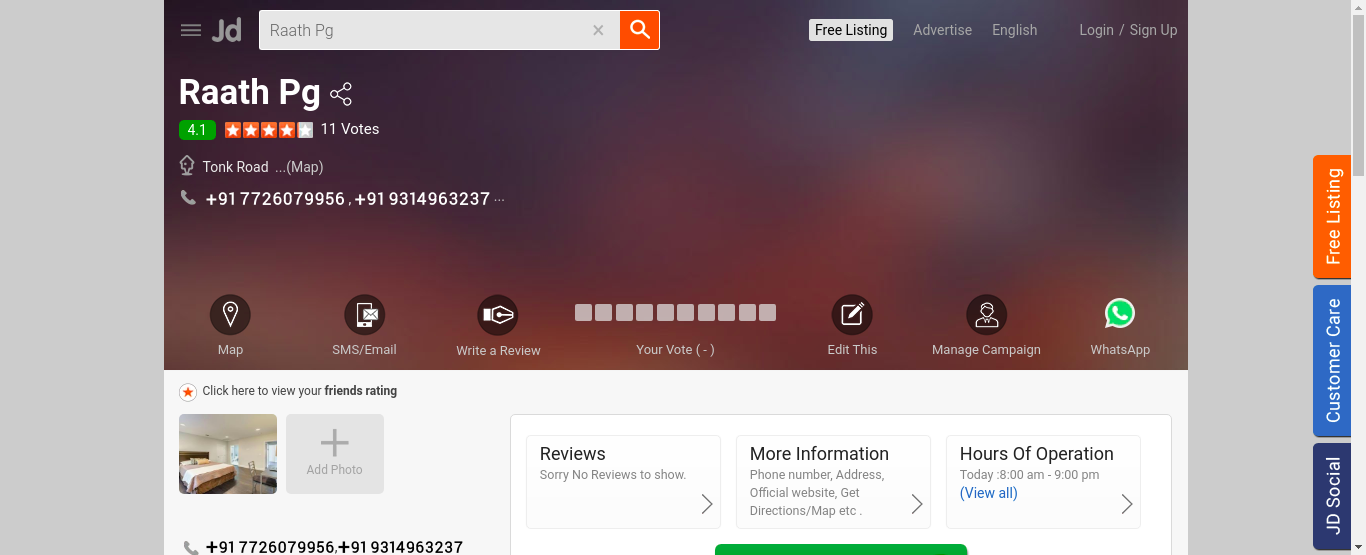 Jd
Raath Pg
Free Listing
Advertise
English
Login / Sign Up
Raath Pg
4.1 11 Votes
Tonk Road ...(Map)
+91 7726079956 , +91 9314963237 ...
Map
SMS/Email
Write a Review
Your Vote ( - )
Edit This
Manage Campaign
WhatsApp
Click here to view your friends rating
Add Photo
Reviews
Sorry No Reviews to show.
More Information
Phone number, Address,
Official website, Get
Directions/Map etc .
Hours Of Operation
Today :8:00 am - 9:00 pm
(View all)
+91 7726079956,+91 9314963237
Free Listing
Customer Care
JD Social